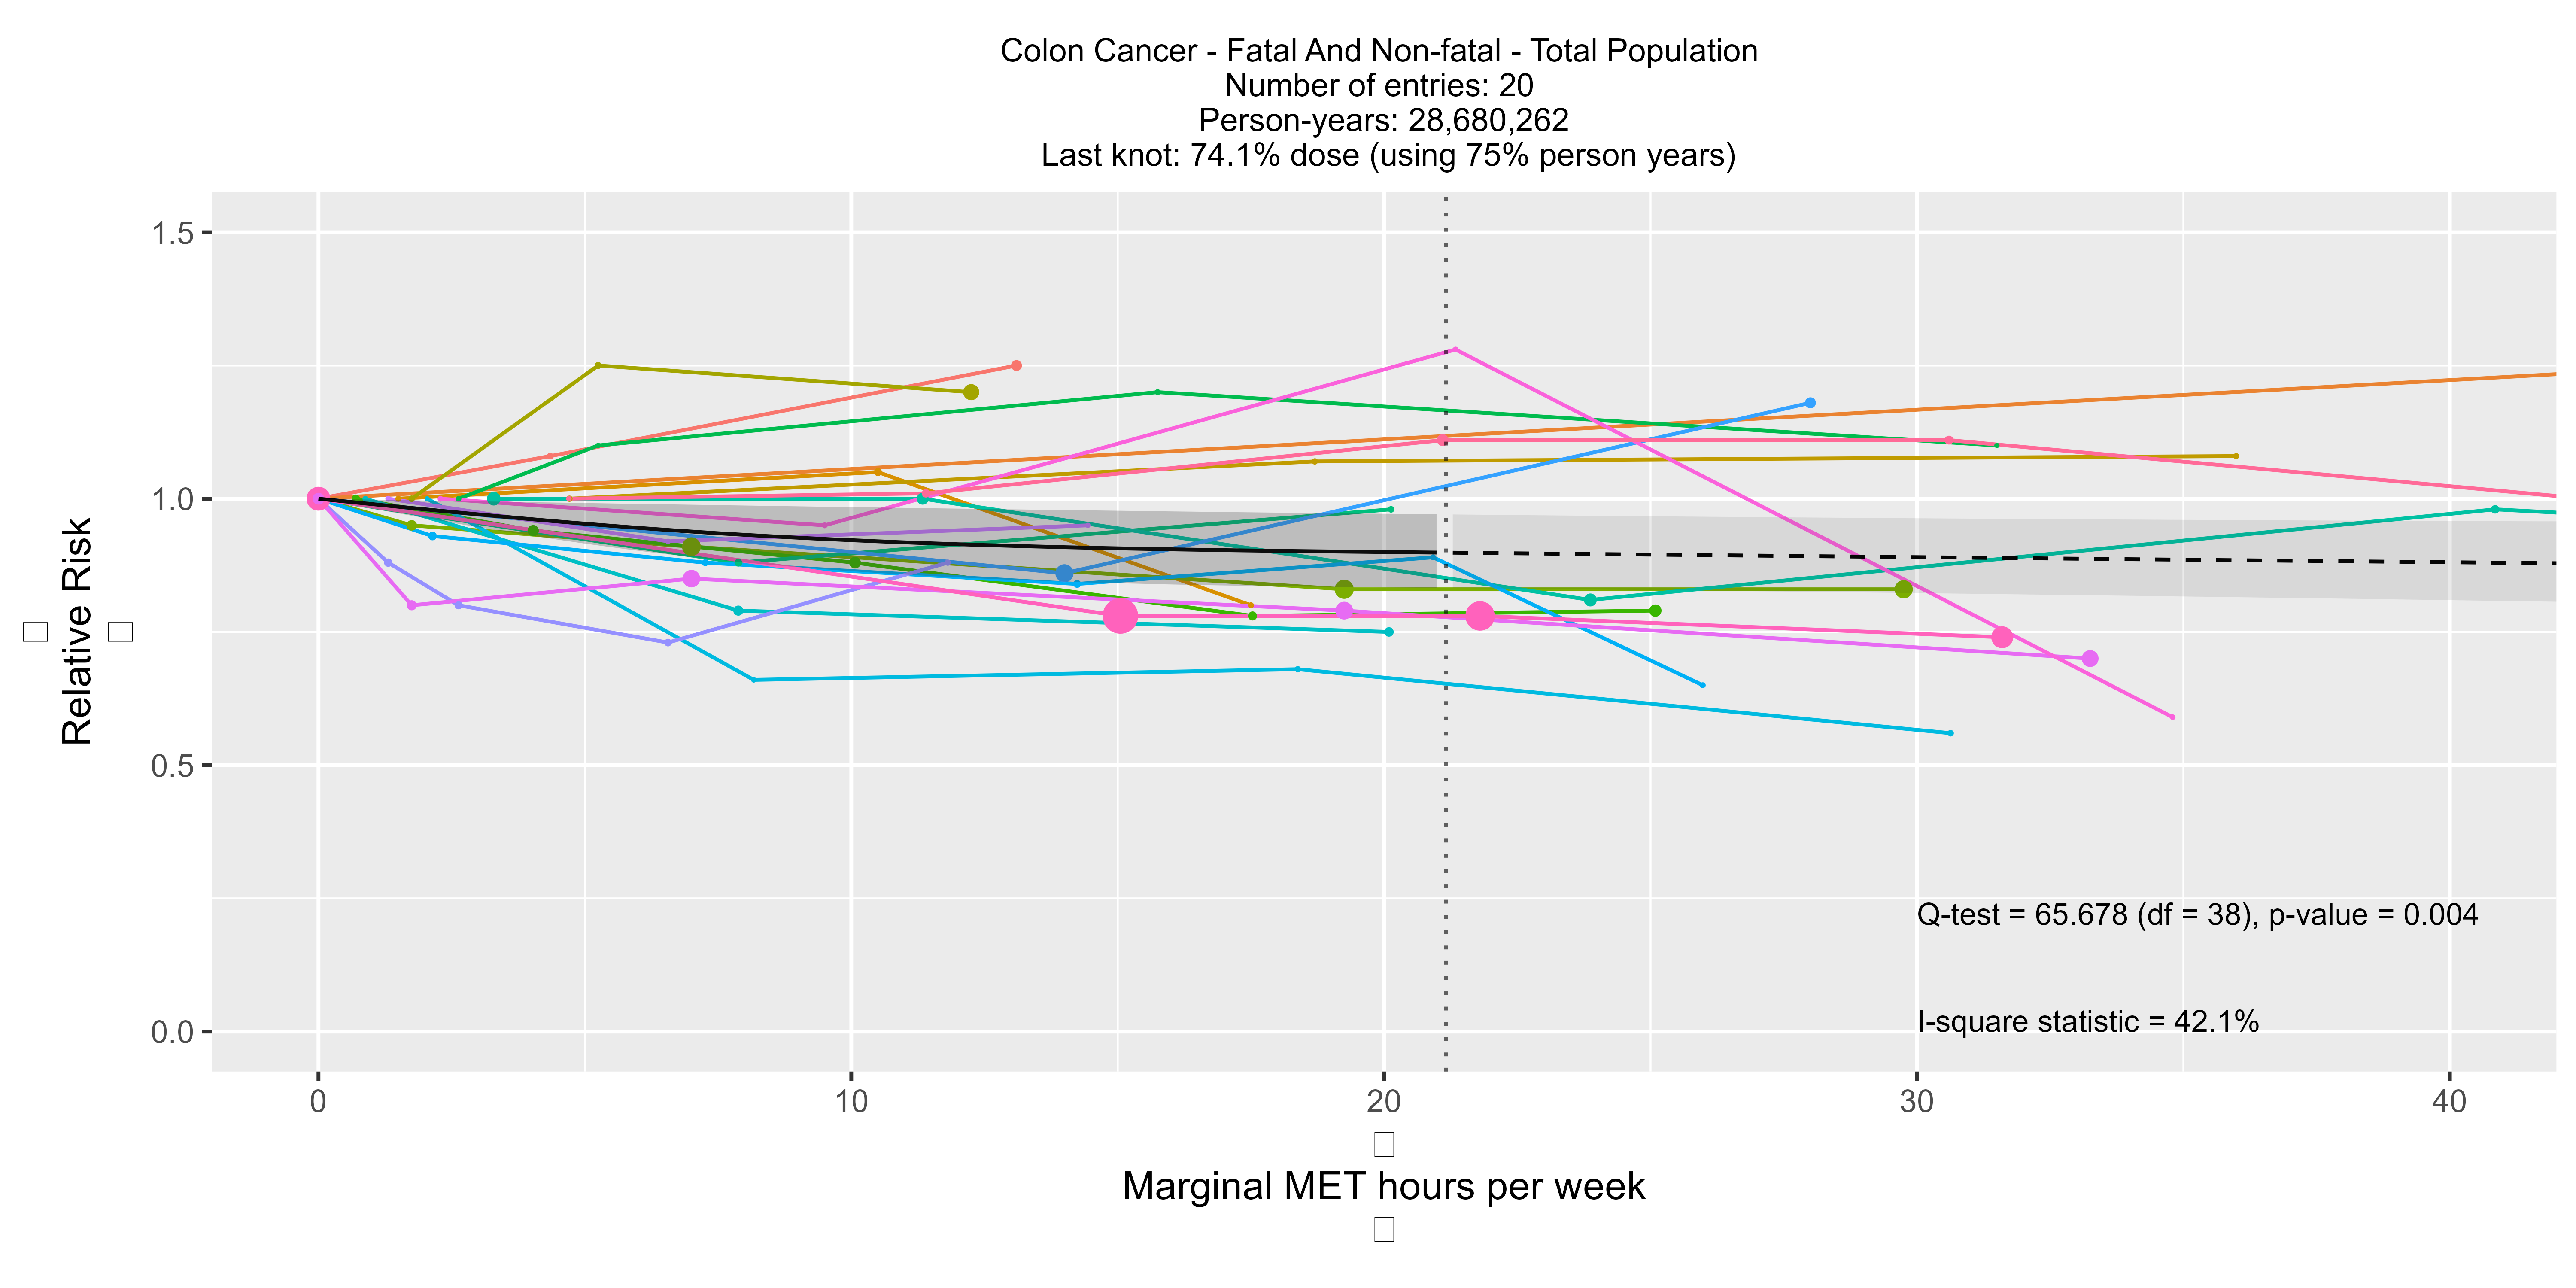 Colon Cancer - Fatal And Non-fatal - Total Population
Number of entries: 20
Person-years: 28,680,262
Last knot: 74.1% dose (using 75% person years)
1.5
1.0
0.5
0.0
Relative Risk
Q-test = 65.678 (df = 38), p-value = 0.004
I-square statistic = 42.1%
0 10 20 30 40
Marginal MET hours per week